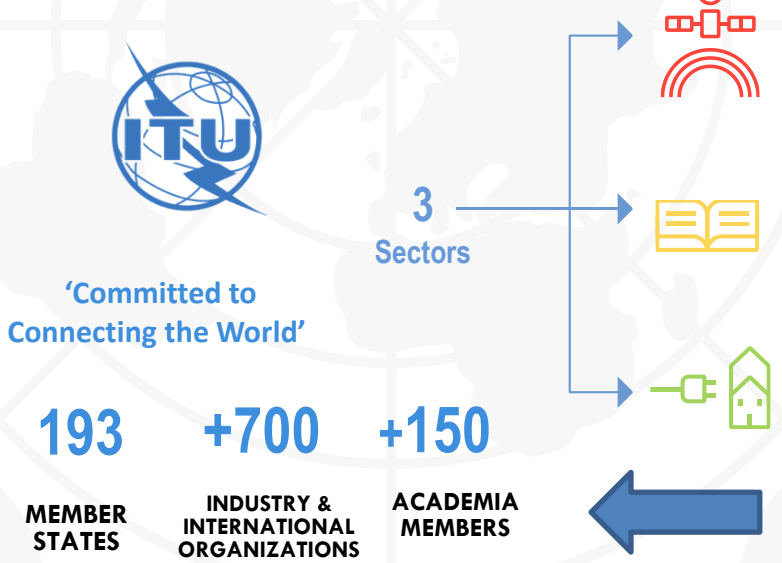 ITU
3
Sectors
‘Committed to
Connecting the World’
193
+700
+150
MEMBER
STATES
INDUSTRY &
INTERNATIONAL
ORGANIZATIONS
ACADEMIA
MEMBERS